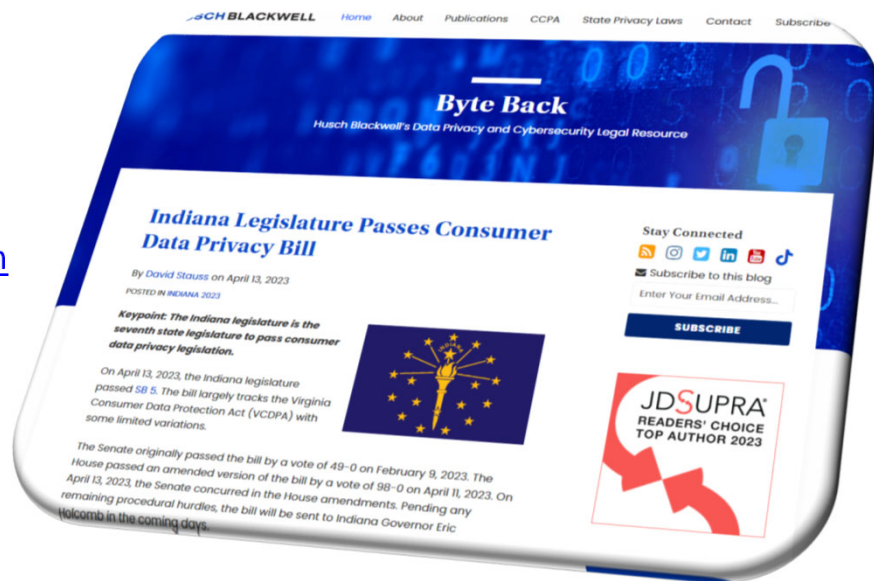 SCH BLACKWELL Home About Publications CCPA State Privacy Laws Contact Subscribe
Byte Back
Husch Blackwell's Data Privacy and Cybersecurity Legal Resource
n
Indiana Legislature Passes Consumer
Data Privacy Bill
By David Stauss on April 13, 2023
POSTED IN INDIANA 2023
Keypoint: The Indiana legislature is the
seventh state legislature to pass consumer
data privacy legislation.
On April 13, 2023, the Indiana legislature
passed SB 5. The bill largely tracks the Virginia
Consumer Data Protection Act (VCDPA) with
some limited variations.
INDIANA
The Senate originally passed the bill by a vote of 49-0 on February 9, 2023. The
House passed an amended version of the bill by a vote of 98-0 on April 11, 2023. On
April 13, 2023, the Senate concurred in the House amendments. Pending any
remaining procedural hurdles, the bill will be sent to Indiana Governor Eric
Holcomb in the coming days.
Stay Connected
in
You
Tube
Subscribe to this blog
Enter Your Email Address...
SUBSCRIBE
JDSUPRA®
READERS' CHOICE
TOP AUTHOR 2023